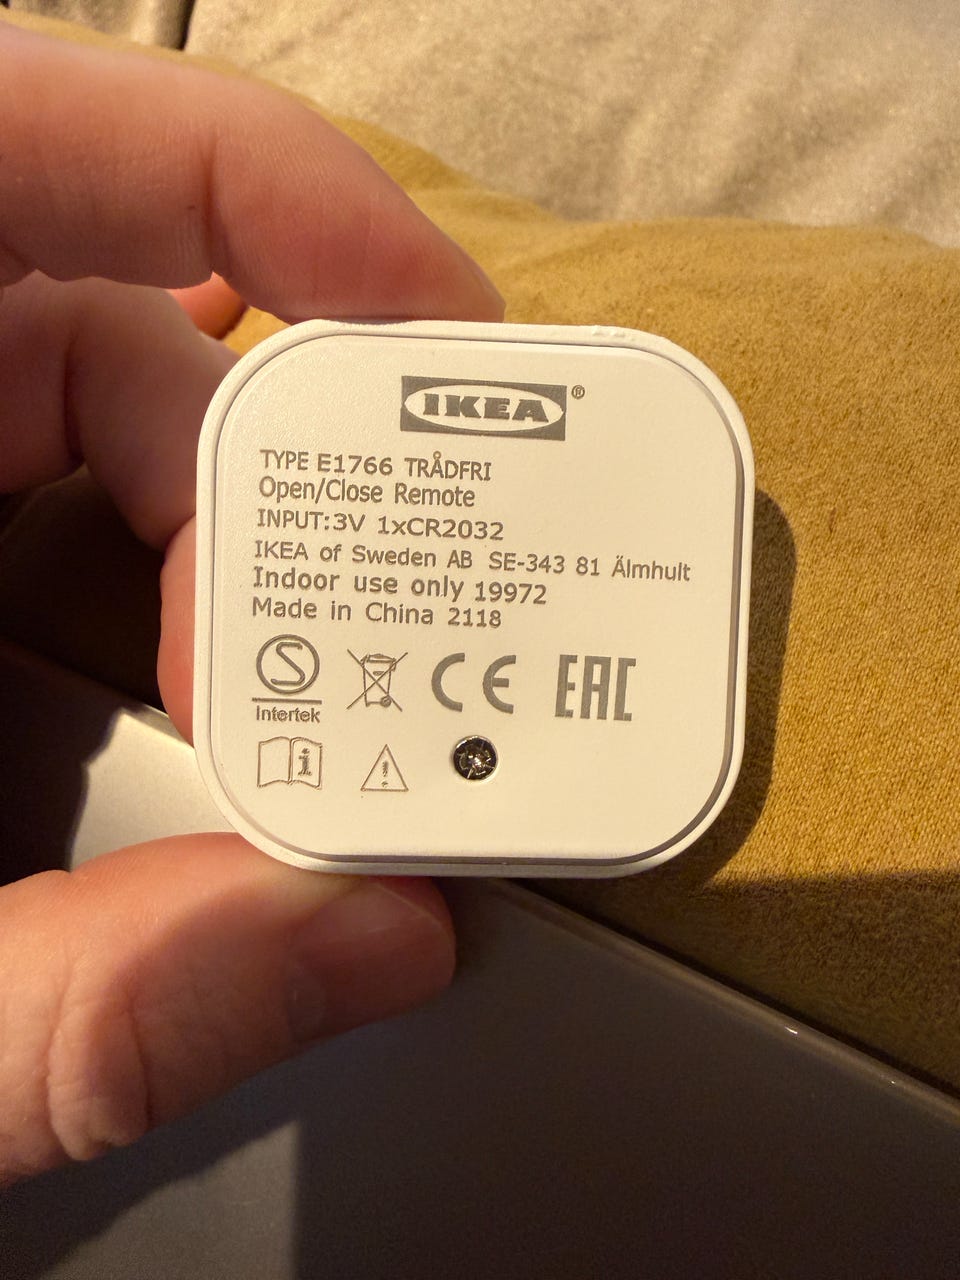 IKEA®
TYPE E1766 TRÅDFRI
Open/Close Remote
INPUT:3V 1xCR2032
IKEA of Sweden AB SE-343 81 Älmhult
Indoor use only 19972
Made in China 2118
S
Intertek
CE
EAC
i
!